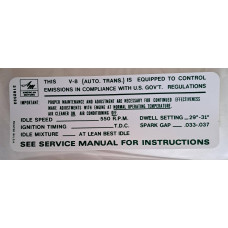 THIS V-6 (AUTO. TRANS.) IS EQUIPPED TO CONTROL
EMISSIONS IN COMPLIANCE WITH U.S. GOV'T. REGULATIONS
IMPORTANT
PROPER MAINTENANCE AND ADJUSTMENT ARE NECESSARY FOR CONTINUED EFFECTIVENESS
MAKE ADJUSTMENTS WITH ENGINE AT NORMAL OPERATING TEMPERATURE,
AIR CLEANER ON, AIR CONDITIONING OFF
IDLE SPEED 550 R.P.M. DWELL SETTING 29°-31°
IGNITION TIMING T.D.C. SPARK GAP .033-.037
IDLE MIXTURE AT LEAN BEST IDLE
SEE SERVICE MANUAL FOR INSTRUCTIONS